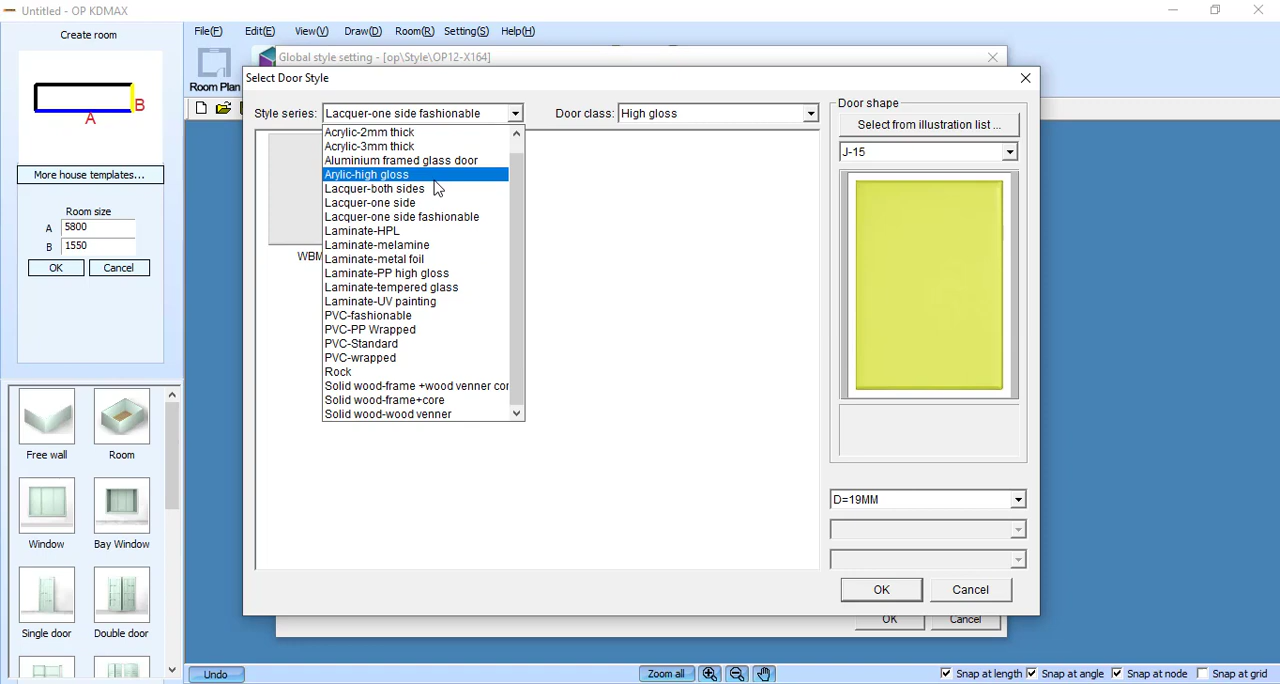 Untitled - OP KDMAX
Create room
B
A
More house templates...
Room size
A 5800
B 1550
OK Cancel
Free wall Room
Window Bay Window
Single door Double door
File(F) Edit(E) View(V) Draw(D) Room(R) Setting(S) Help(H)
Room Plan
Global style setting - [op\Style\OP12-X164]
Select Door Style
Style series: Lacquer-one side fashionable Door class: High gloss
Acrylic-2mm thick
Acrylic-3mm thick
Aluminium framed glass door
Arylic-high gloss
Lacquer-both sides
Lacquer-one side
Lacquer-one side fashionable
Laminate-HPL
Laminate-melamine
Laminate-metal foil
Laminate-PP high gloss
Laminate-tempered glass
Laminate-UV painting
PVC-fashionable
PVC-PP Wrapped
PVC-Standard
PVC-wrapped
Rock
Solid wood-frame +wood venner cor
Solid wood-frame+core
Solid wood-wood venner
WBM
Door shape
Select from illustration list ...
J-15
D=19MM
OK Cancel
OK Cancel
Undo Zoom all Snap at length Snap at angle Snap at node Snap at grid